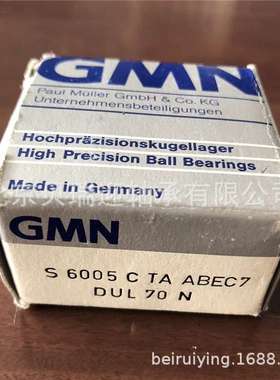 GMN
Paul Müller GmbH & Co. KG
Unternehmensbeteiligungen
Hochpräzisionskugellager
High Precision Ball Bearings
Made in Germany
GMN
S 6005 C TA ABEC7
DUL 70 N
beiruiying.1688.